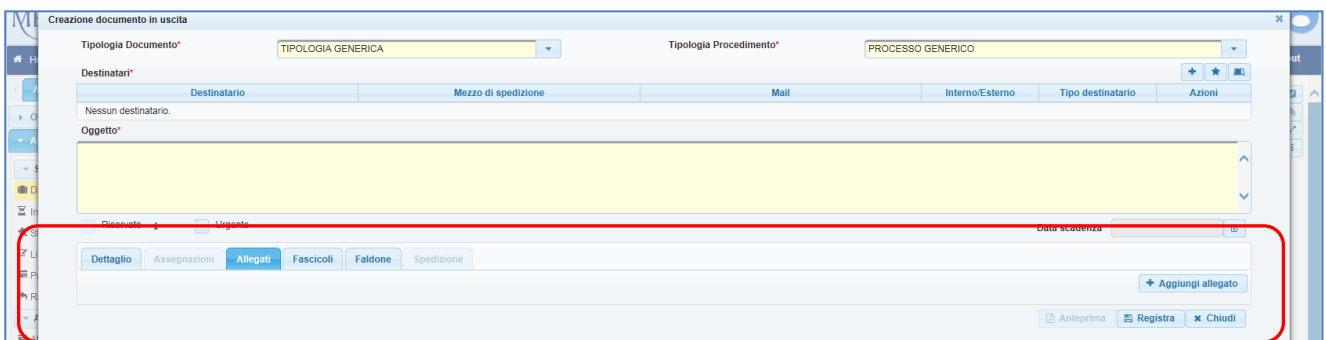 Creazione documento in uscita
Tipologia Documento* TIPOLOGIA GENERICA Tipologia Procedimento* PROCESSO GENERICO
Destinatari*
Destinatario Mezzo di spedizione Mail Interno/Esterno Tipo destinatario Azioni
Nessun destinatario.
Oggetto*
Riservato Urgente Data scadenza
Dettaglio Assegnazioni Allegati Fascicoli Faldone Spedizione
Aggiungi allegato
Anteprima Registra Chiudi